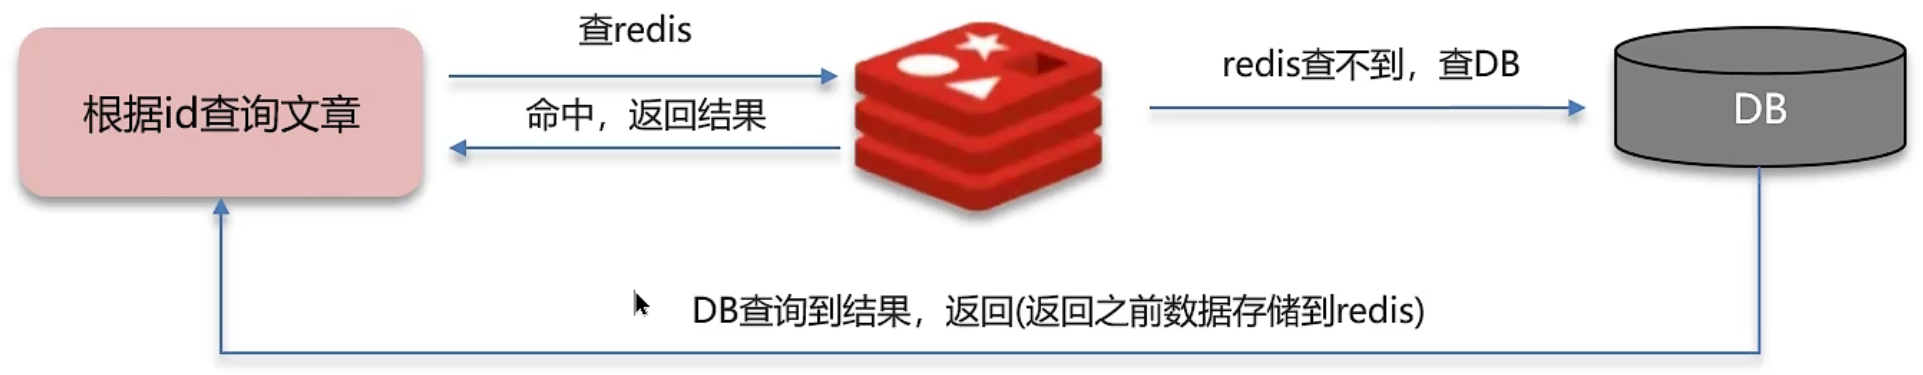 查redis
redis查不到，查DB
根据id查询文章
命中，返回结果
DB
DB查询到结果，返回(返回之前数据存储到redis)